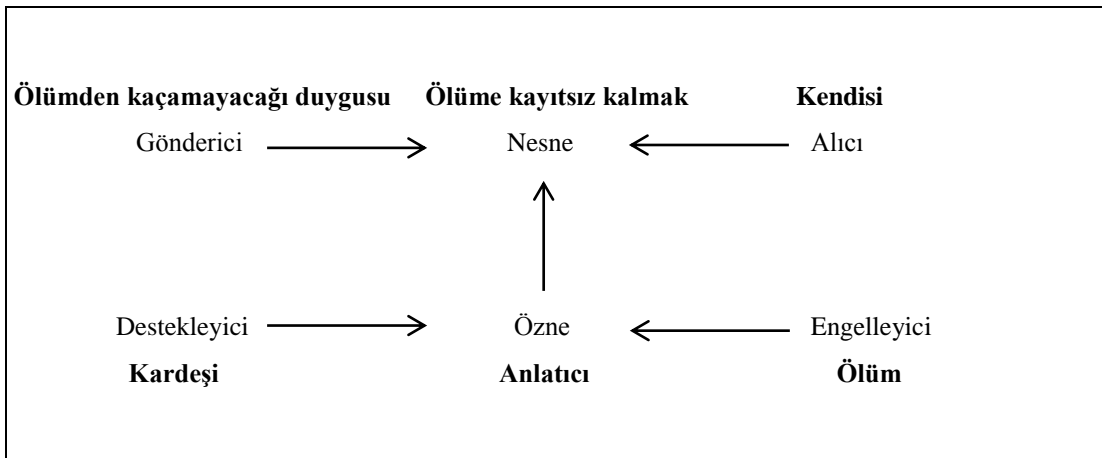 Ölümden kaçamayacağı duygusu Ölüme kayıtsız kalmak Kendisi
Gönderici Nesne Alıcı
Destekleyici Özne Engelleyici
Kardeşi Anlatıcı Ölüm